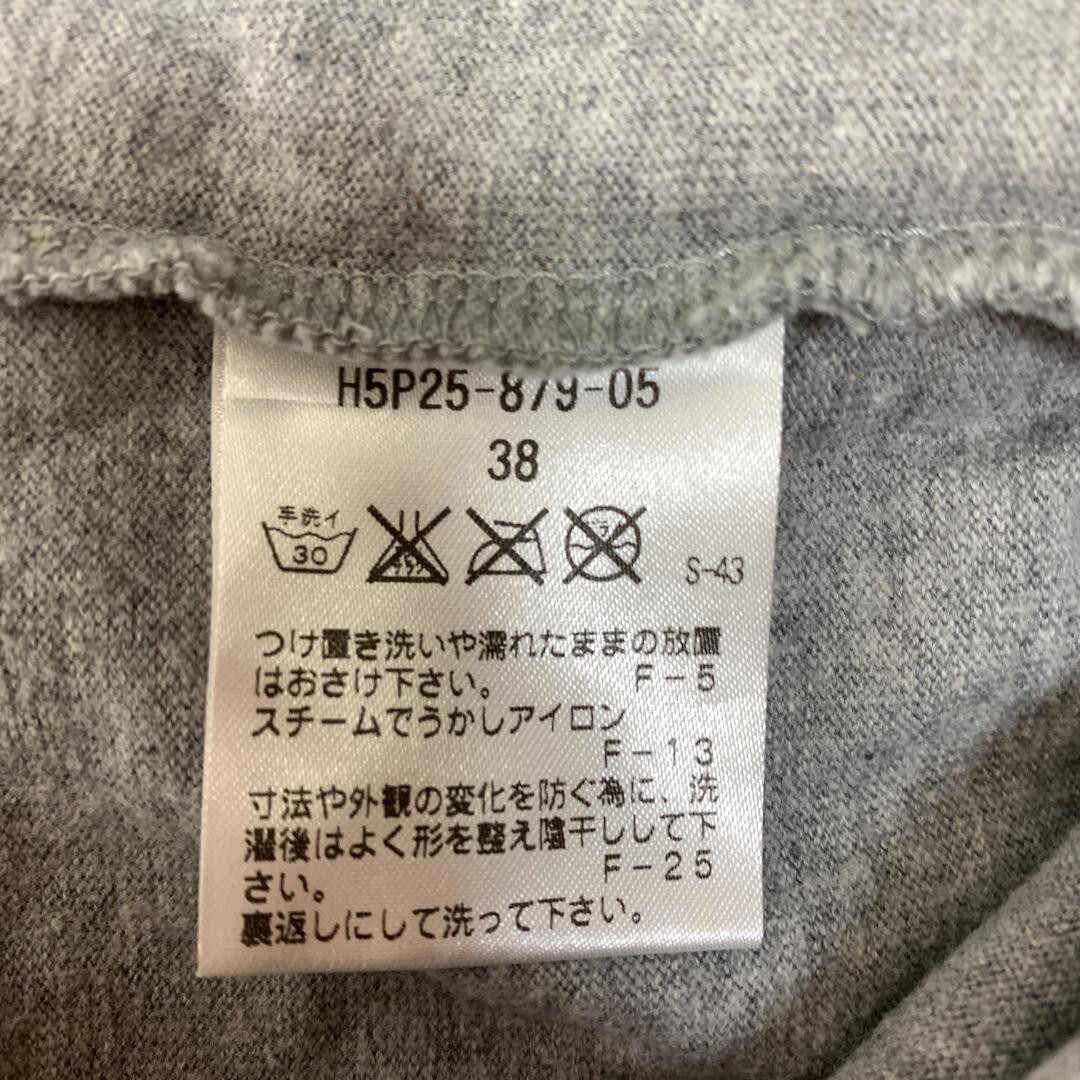 H5P25-879-05
38
手洗イ
30
S-43
つけ置き洗いや濡れたままの放置
はおさけ下さい。 F-5
スチームでうかしアイロン
F-13
寸法や外観の変化を防ぐ為に、洗
濯後はよく形を整え陰干しして下
さい。 F-25
裏返しにして洗って下さい。